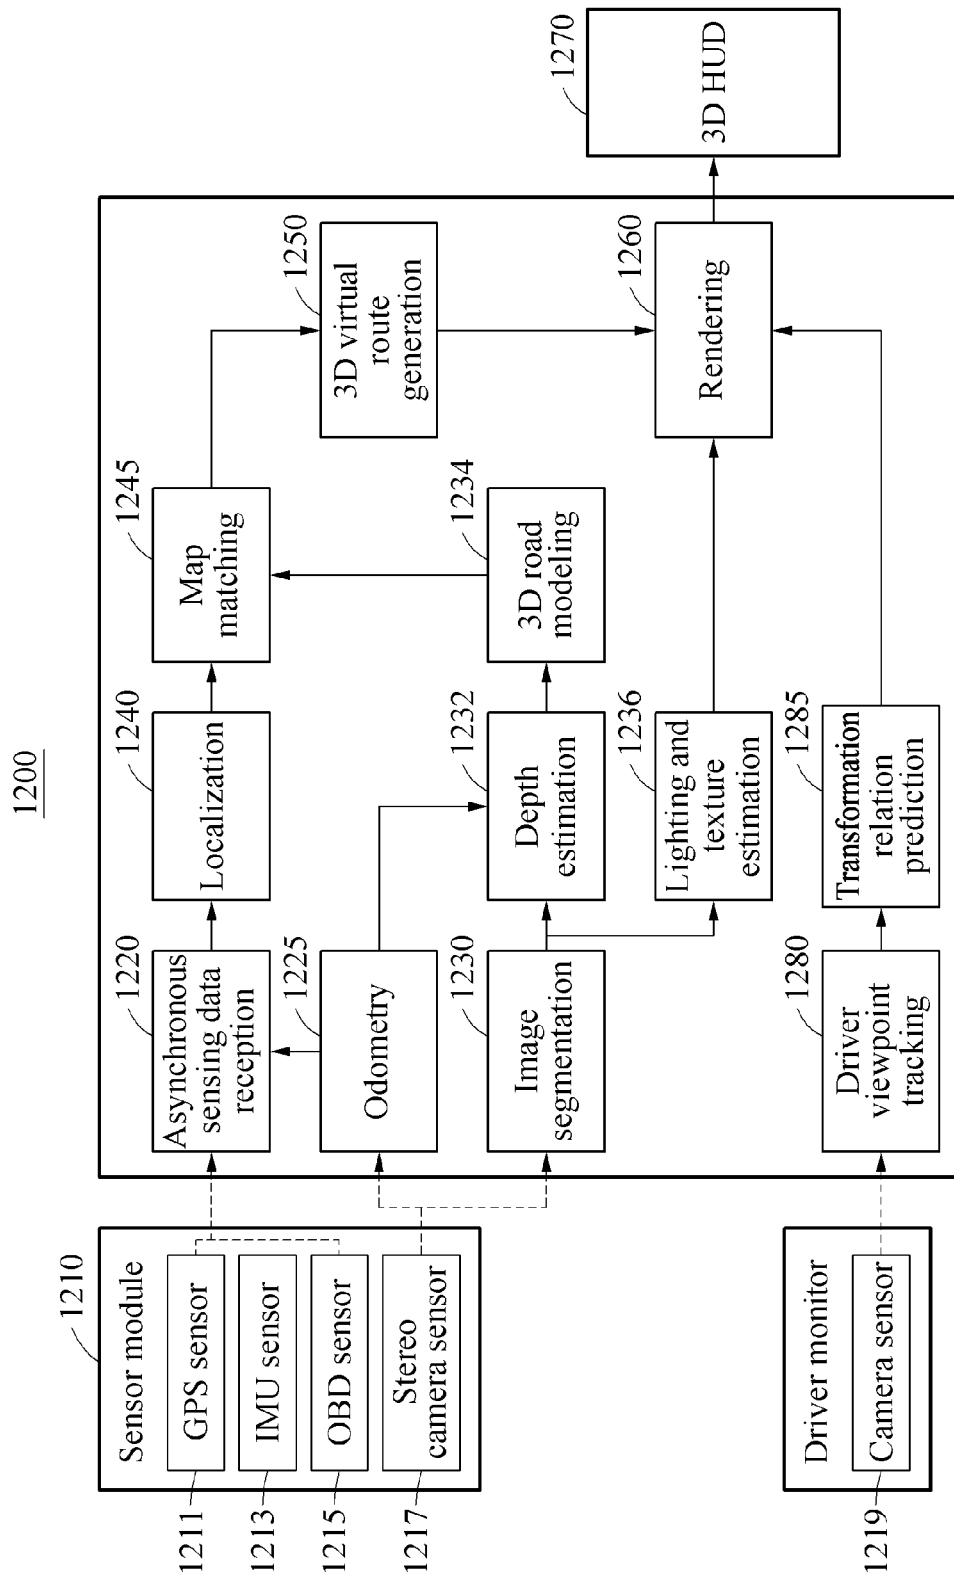 1200
1210
Sensor module
1211
GPS sensor
1213
IMU sensor
1215
OBD sensor
1217
Stereo
camera sensor
Driver monitor
1219
Camera sensor
1220
Asynchronous
sensing data
reception
1225
Odometry
1230
Image
segmentation
1280
Driver
viewpoint
tracking
1240
Localization
1232
Depth
estimation
1236
Lighting and
texture
estimation
1285
Transformation
relation
prediction
1245
Map
matching
1234
3D road
modeling
1250
3D virtual
route
generation
1260
Rendering
1270
3D HUD